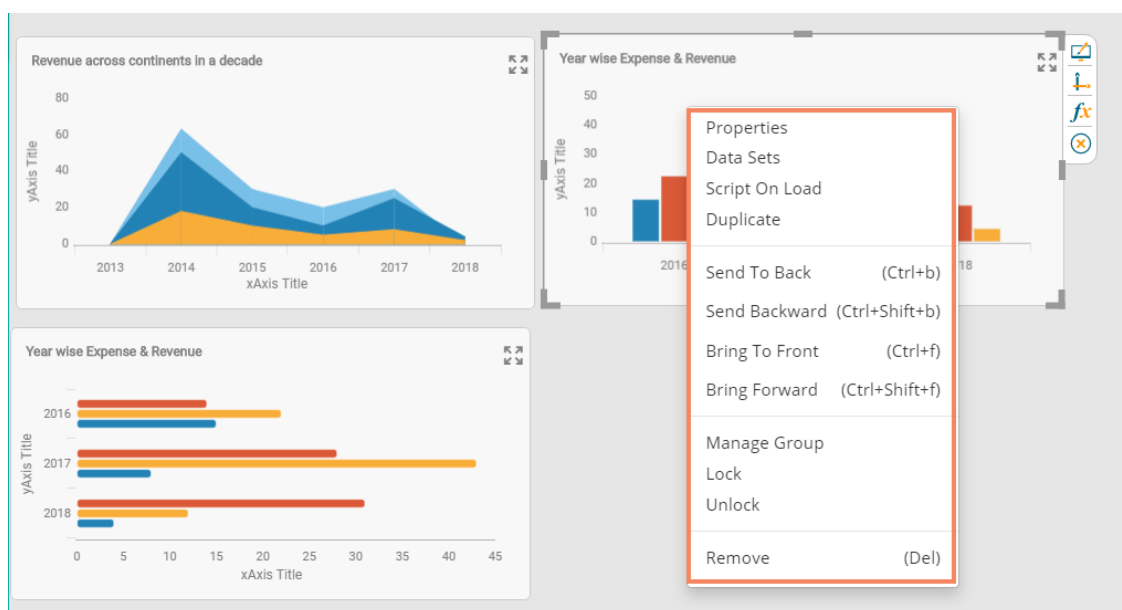 Revenue across continents in a decade
80
60
40
20
0
yAxis Title
2013 2014 2015 2016 2017 2018
xAxis Title
Year wise Expense & Revenue
50
40
30
20
10
0
yAxis Title
2016
18
fx
Properties
Data Sets
Script On Load
Duplicate
Send To Back (Ctrl+b)
Send Backward (Ctrl+Shift+b)
Bring To Front (Ctrl+f)
Bring Forward (Ctrl+Shift+f)
Manage Group
Lock
Unlock
Remove (Del)
Year wise Expense & Revenue
2016
2017
2018
yAxis Title
0 5 10 15 20 25 30 35 40 45
xAxis Title